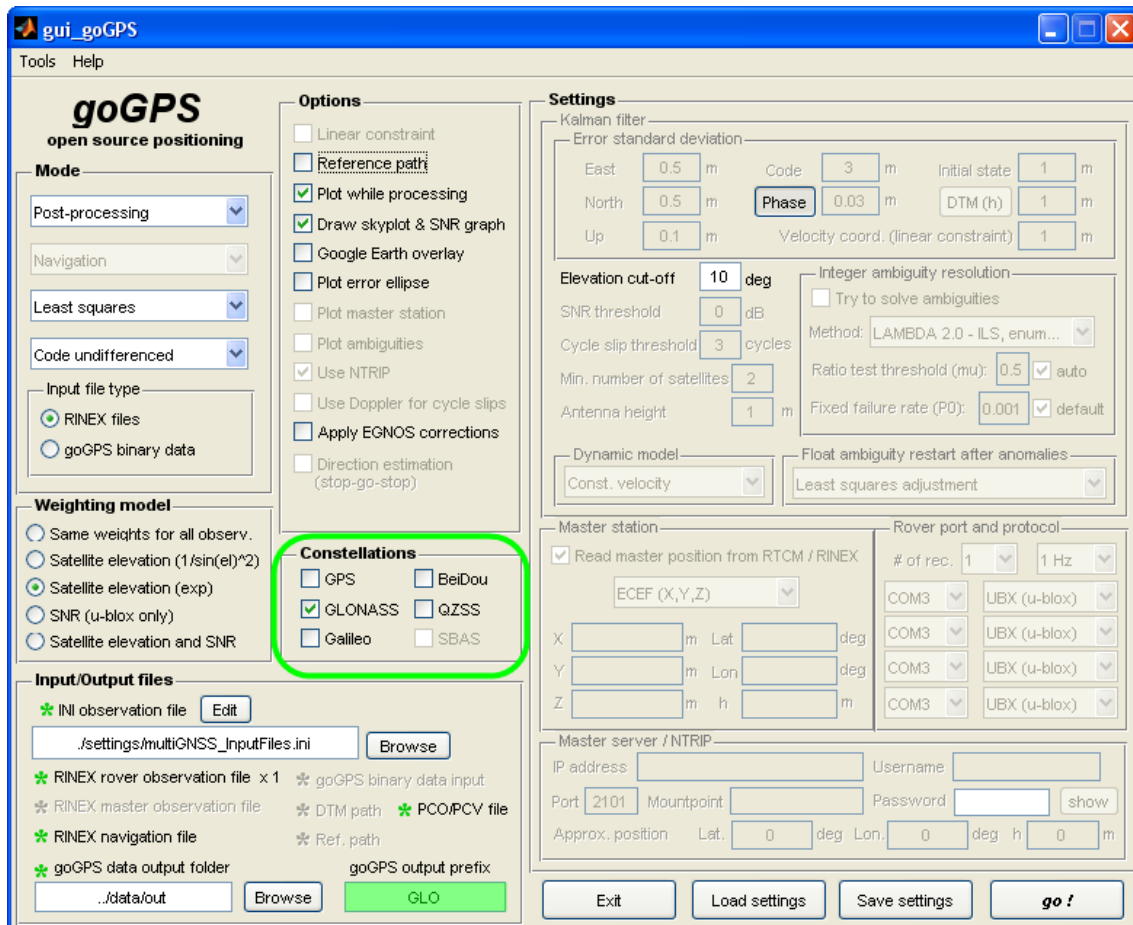 gui_goGPS
Tools Help
goGPS
open source positioning
Mode
Post-processing
Navigation
Least squares
Code undifferenced
Input file type
RINEX files
goGPS binary data
Weighting model
Same weights for all observ.
Satellite elevation (1/sin(el)^2)
Satellite elevation (exp)
SNR (u-blox only)
Satellite elevation and SNR
Options
Linear constraint
Reference path
Plot while processing
Draw skyplot & SNR graph
Google Earth overlay
Plot error ellipse
Plot master station
Plot ambiguities
Use NTRIP
Use Doppler for cycle slips
Apply EGNOS corrections
Direction estimation
(stop-go-stop)
Constellations
GPS BeiDou
GLONASS QZSS
Galileo SBAS
Settings
Kalman filter
Error standard deviation
East 0.5 m Code 3 m Initial state 1 m
North 0.5 m Phase 0.03 m DTM (h) 1 m
Up 0.1 m Velocity coord. (linear constraint) 1 m
Elevation cut-off 10 deg
SNR threshold 0 dB
Cycle slip threshold 3 cycles
Min. number of satellites 2
Antenna height 1 m
Integer ambiguity resolution
Try to solve ambiguities
Method: LAMBDA 2.0 - ILS, enum...
Ratio test threshold (mu): 0.5 auto
Fixed failure rate (P0): 0.001 default
Dynamic model
Const. velocity
Float ambiguity restart after anomalies
Least squares adjustment
Master station
Read master position from RTCM / RINEX
ECEF (X,Y,Z)
X m Lat deg
Y m Lon deg
Z m h m
Rover port and protocol
# of rec. 1 1 Hz
COM3 UBX (u-blox)
COM3 UBX (u-blox)
COM3 UBX (u-blox)
COM3 UBX (u-blox)
Master server / NTRIP
IP address Username
Port 2101 Mountpoint Password show
Approx. position Lat. 0 deg Lon. 0 deg h 0 m
Input/Output files
INI observation file Edit
./settings/multiGNSS_InputFiles.ini Browse
RINEX rover observation file x 1 goGPS binary data input
RINEX master observation file DTM path PCO/PCV file
RINEX navigation file Ref. path
goGPS data output folder goGPS output prefix
../data/out Browse GLO
Exit Load settings Save settings go !